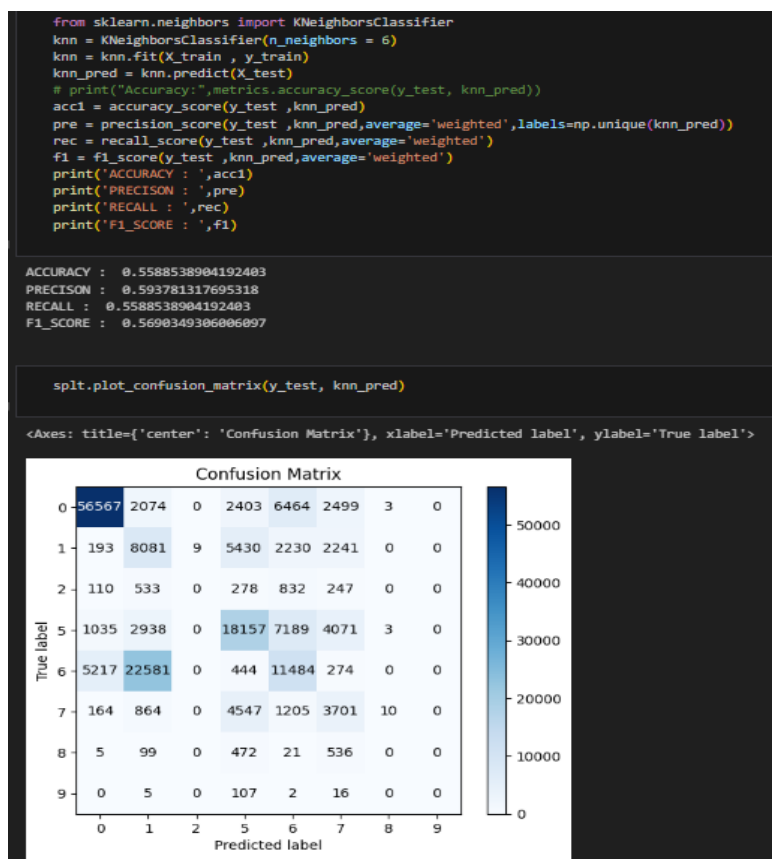 from sklearn.neighbors import KNeighborsClassifier
knn = KNeighborsClassifier(n_neighbors = 6)
knn = knn.fit(X_train , y_train)
knn_pred = knn.predict(X_test)
# print("Accuracy:",metrics.accuracy_score(y_test, knn_pred))
acc1 = accuracy_score(y_test ,knn_pred)
pre = precision_score(y_test ,knn_pred,average='weighted',labels=np.unique(knn_pred))
rec = recall_score(y_test ,knn_pred,average='weighted')
f1 = f1_score(y_test ,knn_pred,average='weighted')
print('ACCURACY : ',acc1)
print('PRECISON : ',pre)
print('RECALL : ',rec)
print('F1_SCORE : ',f1)
ACCURACY :  0.5588538904192403
PRECISON :  0.593781317695318
RECALL :  0.5588538904192403
F1_SCORE :  0.5690349306006097
splt.plot_confusion_matrix(y_test, knn_pred)
<Axes: title={'center': 'Confusion Matrix'}, xlabel='Predicted label', ylabel='True label'>
Confusion Matrix
True label
0 56567 2074 0 2403 6464 2499 3 0
1 193 8081 9 5430 2230 2241 0 0
2 110 533 0 278 832 247 0 0
5 1035 2938 0 18157 7189 4071 3 0
6 5217 22581 0 444 11484 274 0 0
7 164 864 0 4547 1205 3701 10 0
8 5 99 0 472 21 536 0 0
9 0 5 0 107 2 16 0 0
0 1 2 5 6 7 8 9
Predicted label
50000
40000
30000
20000
10000
0